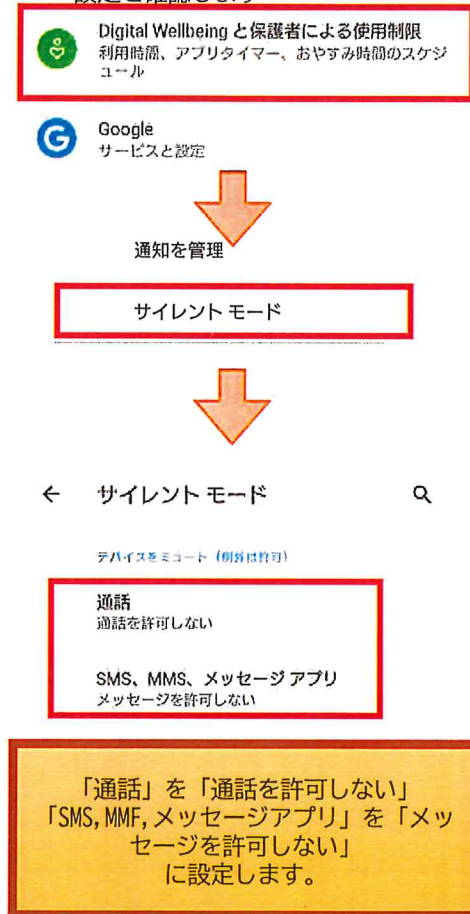 Digital Wellbeing と保護者による使用制限
利用時間、アプリタイマー、おやすみ時間のスケジ
ュール
Google
サービスと設定
通知を管理
サイレント モード
サイレント モード
デバイスをミュート（例外は許可）
通話
通話を許可しない
SMS、MMS、メッセージ アプリ
メッセージを許可しない
「通話」を「通話を許可しない」
「SMS,MMF,メッセージアプリ」を「メッ
セージを許可しない」
に設定します。